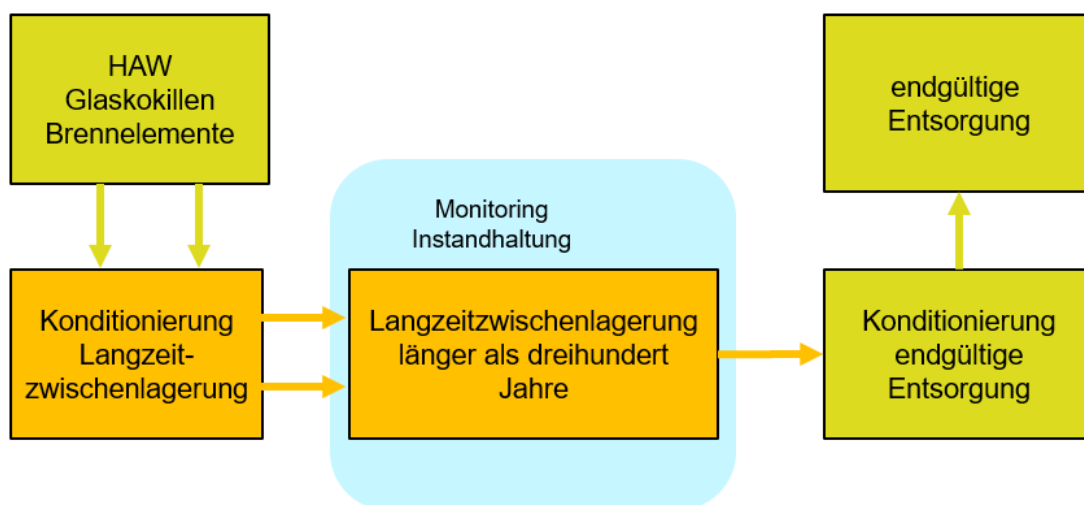 HAW
Glaskokillen
Brennelemente
endgültige
Entsorgung
Monitoring
Instandhaltung
Konditionierung
Langzeit-
zwischenlagerung
Langzeitzwischenlagerung
länger als dreihundert
Jahre
Konditionierung
endgültige
Entsorgung